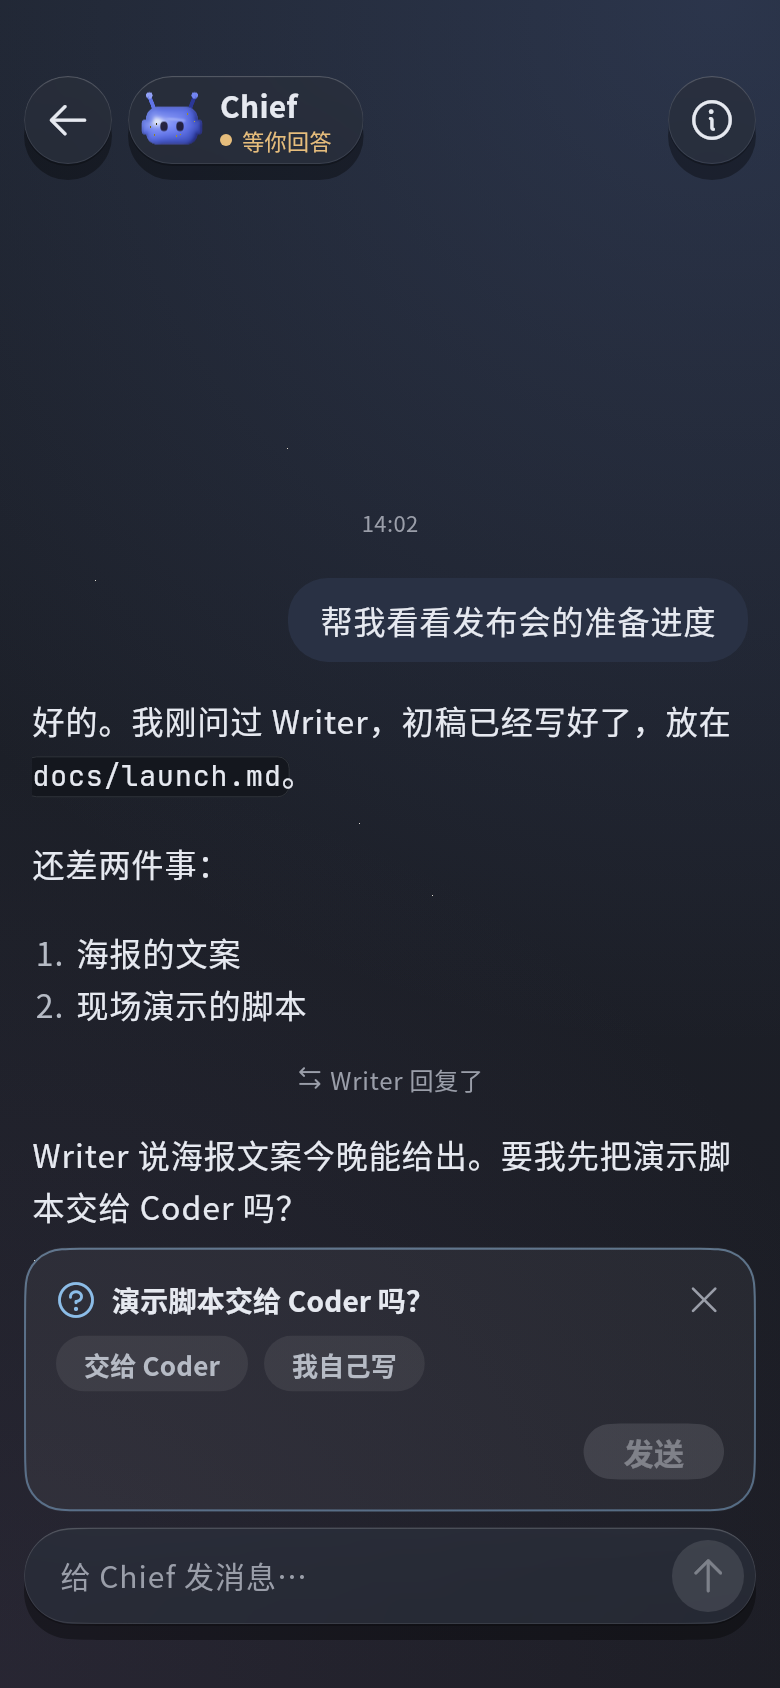 Chief
等你回答
14:02
帮我看看发布会的准备进度
好的。我刚问过 Writer，初稿已经写好了，放在
docs/launch.md。
还差两件事：
1. 海报的文案
2. 现场演示的脚本
Writer 回复了
Writer 说海报文案今晚能给出。要我先把演示脚
本交给 Coder 吗？
演示脚本交给 Coder 吗？
交给 Coder
我自己写
发送
给 Chief 发消息…